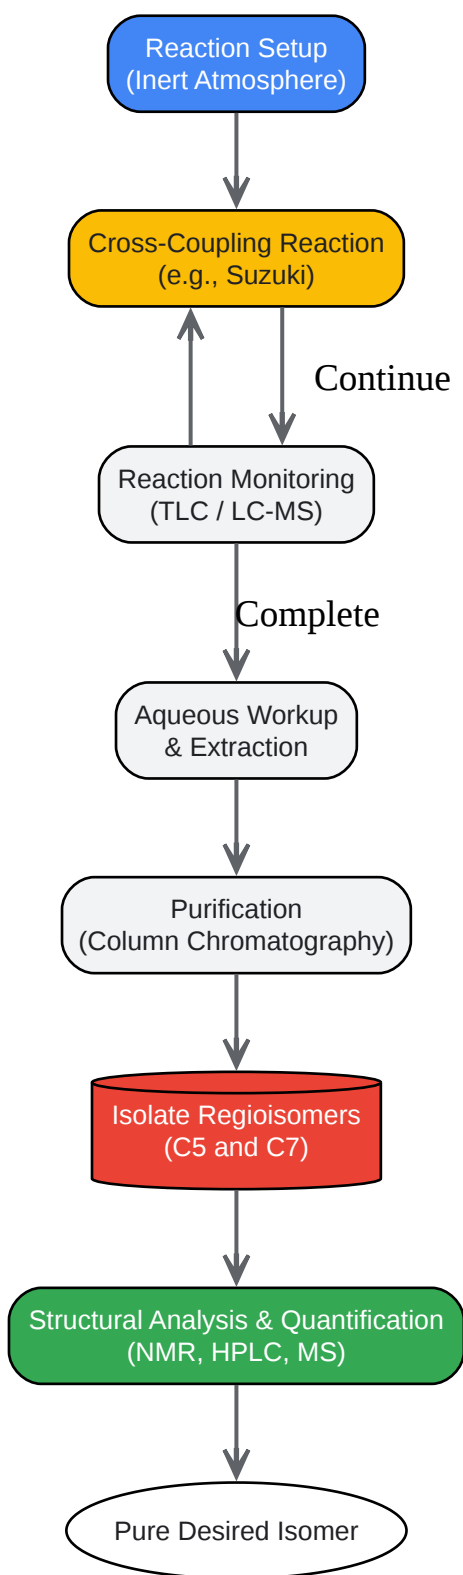 Reaction Setup
(Inert Atmosphere)
Cross-Coupling Reaction
(e.g., Suzuki)
Continue
Reaction Monitoring
(TLC / LC-MS)
Complete
Aqueous Workup
& Extraction
Purification
(Column Chromatography)
Isolate Regioisomers
(C5 and C7)
Structural Analysis & Quantification
(NMR, HPLC, MS)
Pure Desired Isomer